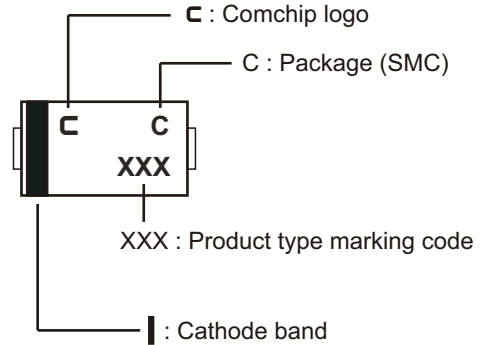 ⊏ : Comchip logo
C : Package (SMC)
⊏ C
XXX
XXX : Product type marking code
: Cathode band